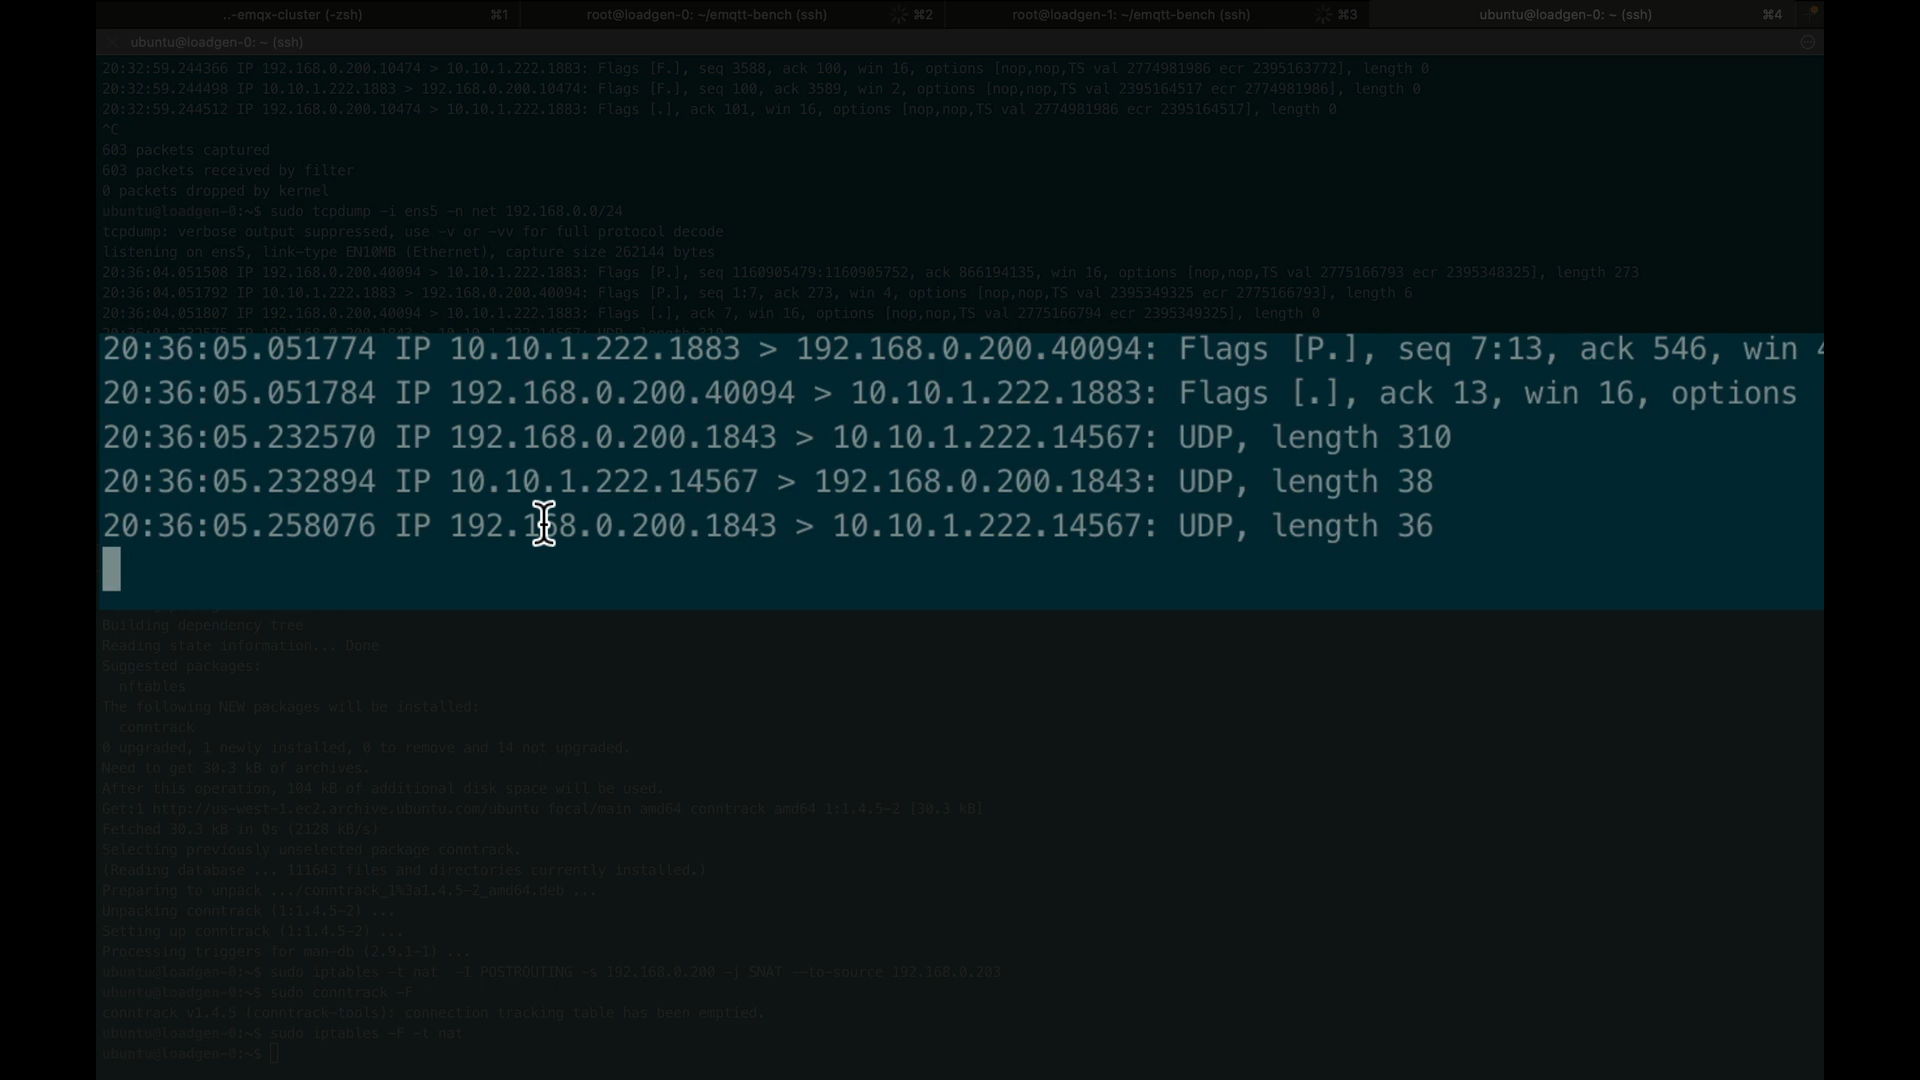 ..-emqx-cluster (-zsh) ⌘1 root@loadgen-0: ~/emqtt-bench (ssh) ⌘2 root@loadgen-1: ~/emqtt-bench (ssh) ⌘3 ubuntu@loadgen-0: ~ (ssh) ⌘4
ubuntu@loadgen-0: ~ (ssh)
20:32:59.244366 IP 192.168.0.200.10474 > 10.10.1.222.1883: Flags [F.], seq 3588, ack 100, win 16, options [nop,nop,TS val 2774981986 ecr 2395163772], length 0
20:32:59.244498 IP 10.10.1.222.1883 > 192.168.0.200.10474: Flags [F.], seq 100, ack 3589, win 2, options [nop,nop,TS val 2395164517 ecr 2774981986], length 0
20:32:59.244512 IP 192.168.0.200.10474 > 10.10.1.222.1883: Flags [.], ack 101, win 16, options [nop,nop,TS val 2774981986 ecr 2395164517], length 0
^C
603 packets captured
603 packets received by filter
0 packets dropped by kernel
ubuntu@loadgen-0:~$ sudo tcpdump -i ens5 -n net 192.168.0.0/24
tcpdump: verbose output suppressed, use -v or -vv for full protocol decode
listening on ens5, link-type EN10MB (Ethernet), capture size 262144 bytes
20:36:04.051508 IP 192.168.0.200.40094 > 10.10.1.222.1883: Flags [P.], seq 1160905479:1160905752, ack 866194135, win 16, options [nop,nop,TS val 2775166793 ecr 2395348325], length 273
20:36:04.051792 IP 10.10.1.222.1883 > 192.168.0.200.40094: Flags [P.], seq 1:7, ack 273, win 4, options [nop,nop,TS val 2395349325 ecr 2775166793], length 6
20:36:04.051807 IP 192.168.0.200.40094 > 10.10.1.222.1883: Flags [.], ack 7, win 16, options [nop,nop,TS val 2775166794 ecr 2395349325], length 0
20:36:04.232575 IP 192.168.0.200.1843 > 10.10.1.222.14567: UDP, length 310
20:36:05.051774 IP 10.10.1.222.1883 > 192.168.0.200.40094: Flags [P.], seq 7:13, ack 546, win 4
20:36:05.051784 IP 192.168.0.200.40094 > 10.10.1.222.1883: Flags [.], ack 13, win 16, options
20:36:05.232570 IP 192.168.0.200.1843 > 10.10.1.222.14567: UDP, length 310
20:36:05.232894 IP 10.10.1.222.14567 > 192.168.0.200.1843: UDP, length 38
20:36:05.258076 IP 192.168.0.200.1843 > 10.10.1.222.14567: UDP, length 36
Building dependency tree
Reading state information... Done
Suggested packages:
nftables
The following NEW packages will be installed:
conntrack
0 upgraded, 1 newly installed, 0 to remove and 14 not upgraded.
Need to get 30.3 kB of archives.
After this operation, 104 kB of additional disk space will be used.
Get:1 http://us-west-1.ec2.archive.ubuntu.com/ubuntu focal/main amd64 conntrack amd64 1:1.4.5-2 [30.3 kB]
Fetched 30.3 kB in 0s (2128 kB/s)
Selecting previously unselected package conntrack.
(Reading database ... 111643 files and directories currently installed.)
Preparing to unpack .../conntrack_1%3a1.4.5-2_amd64.deb ...
Unpacking conntrack (1:1.4.5-2) ...
Setting up conntrack (1:1.4.5-2) ...
Processing triggers for man-db (2.9.1-1) ...
ubuntu@loadgen-0:~$ sudo iptables -t nat -I POSTROUTING -s 192.168.0.200 -j SNAT --to-source 192.168.0.203
ubuntu@loadgen-0:~$ sudo conntrack -F
conntrack v1.4.5 (conntrack-tools): connection tracking table has been emptied.
ubuntu@loadgen-0:~$ sudo iptables -F -t nat
ubuntu@loadgen-0:~$